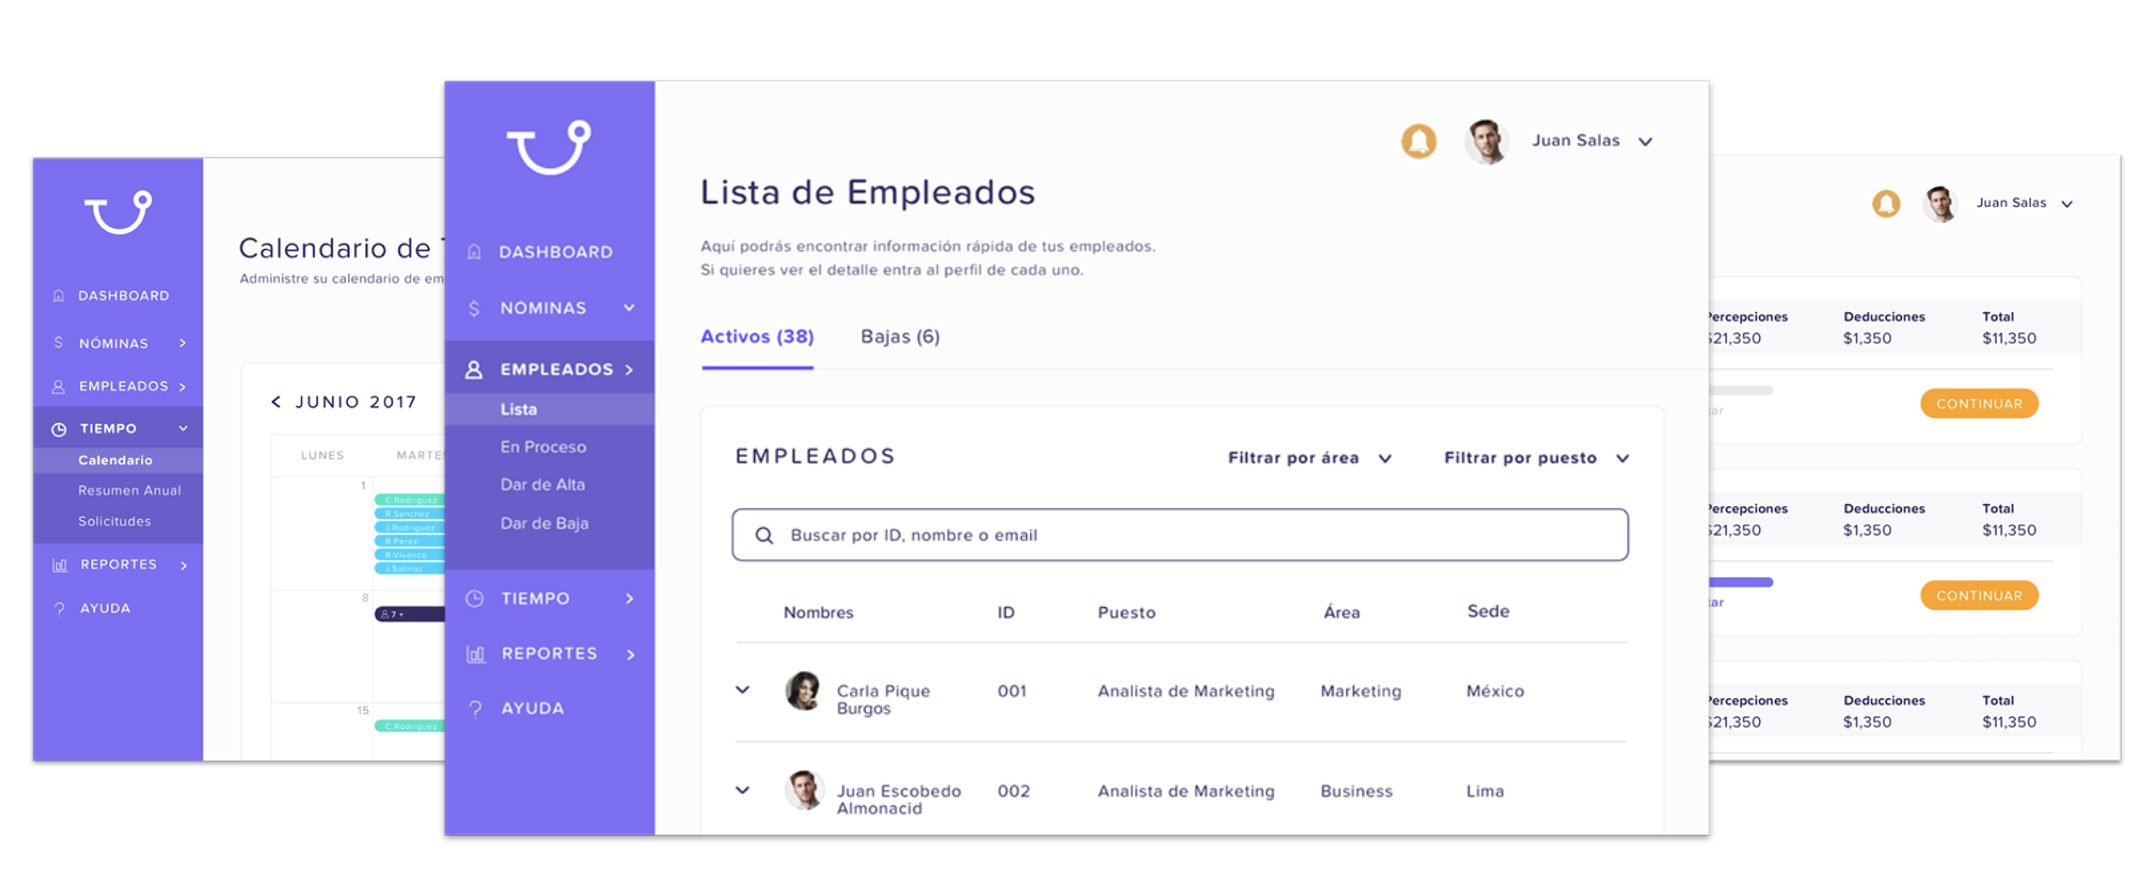 DASHBOARD
NÓMINAS
EMPLEADOS
TIEMPO
Calendario
Resumen Anual
Solicitudes
REPORTES
AYUDA
Calendario de
Administre su calendario de em
JUNIO 2017
LUNES MARTES
1
C.Rodriguez
R.Sanchez
J.Rodriguez
R.Perez
R.Vivanco
J.Salinas
8
7 +
15
C.Rodriguez
DASHBOARD
NOMINAS
EMPLEADOS
Lista
En Proceso
Dar de Alta
Dar de Baja
TIEMPO
REPORTES
AYUDA
Juan Salas
Lista de Empleados
Aquí podrás encontrar información rápida de tus empleados.
Si quieres ver el detalle entra al perfil de cada uno.
Activos (38) Bajas (6)
EMPLEADOS Filtrar por área Filtrar por puesto
Buscar por ID, nombre o email
Nombres ID Puesto Área Sede
Carla Pique
Burgos
001 Analista de Marketing Marketing México
Juan Escobedo
Almonacid
002 Analista de Marketing Business Lima
Juan Salas
Percepciones Deducciones Total
$21,350 $1,350 $11,350
ar
CONTINUAR
Percepciones Deducciones Total
$21,350 $1,350 $11,350
tar
CONTINUAR
Percepciones Deducciones Total
$21,350 $1,350 $11,350